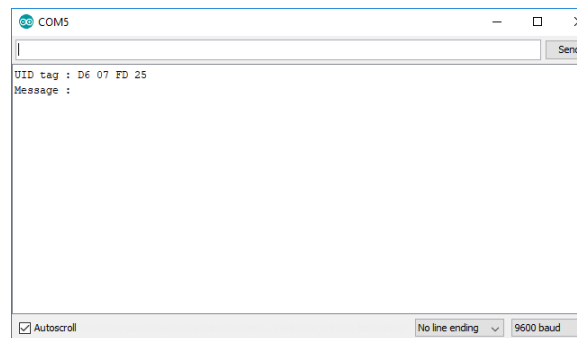 COM5
Send
UID tag : D6 07 FD 25
Message :
Autoscroll
No line ending
9600 baud